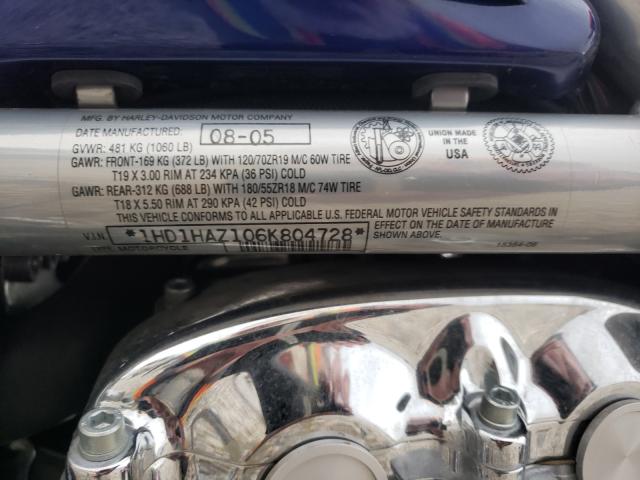 MFG. BY HARLEY-DAVIDSON MOTOR COMPANY
DATE MANUFACTURED: 08-05
GVWR: 481 KG (1060 LB)
GAWR: FRONT-169 KG (372 LB) WITH 120/70ZR19 M/C 60W TIRE
T19 X 3.00 RIM AT 234 KPA (36 PSI) COLD
GAWR: REAR-312 KG (688 LB) WITH 180/55ZR18 M/C 74W TIRE
T18 X 5.50 RIM AT 290 KPA (42 PSI) COLD
THIS VEHICLE CONFORMS TO ALL APPLICABLE U.S. FEDERAL MOTOR VEHICLE SAFETY STANDARDS IN
EFFECT ON THE DATE OF MANUFACTURE
SHOWN ABOVE.
V.I.N. *1HD1HAZ106K804728*
TYPE: MOTORCYCLE
UNION MADE IN
USA
15364-06